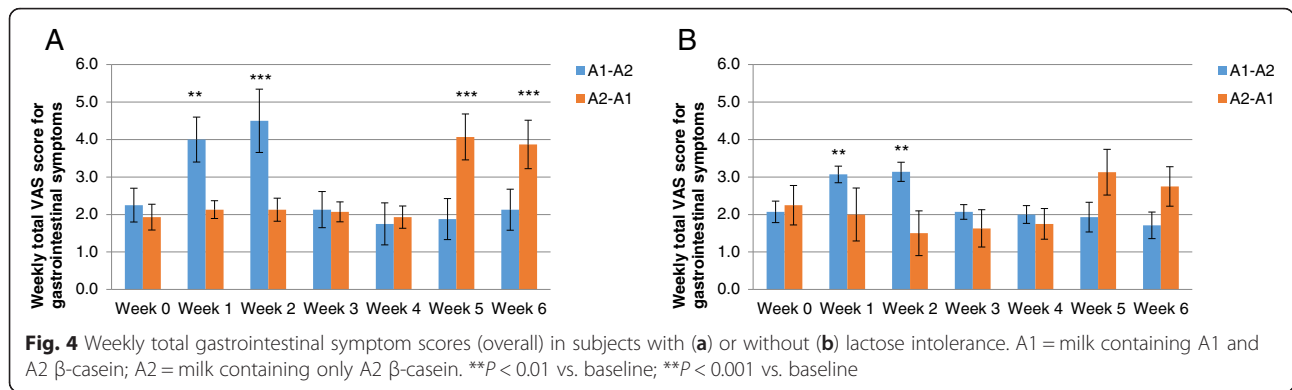 A
B
Weekly total VAS score for
gastrointestinal symptoms
6.0
5.0
4.0
3.0
2.0
1.0
0.0
**
***
***
***
A1-A2
A2-A1
Week 0 Week 1 Week 2 Week 3 Week 4 Week 5 Week 6
Weekly total VAS score for
gastrointestinal symptoms
6.0
5.0
4.0
3.0
2.0
1.0
0.0
**
**
A1-A2
A2-A1
Week 0 Week 1 Week 2 Week 3 Week 4 Week 5 Week 6
Fig. 4 Weekly total gastrointestinal symptom scores (overall) in subjects with (a) or without (b) lactose intolerance. A1 = milk containing A1 and
A2 β-casein; A2 = milk containing only A2 β-casein. **P < 0.01 vs. baseline; **P < 0.001 vs. baseline